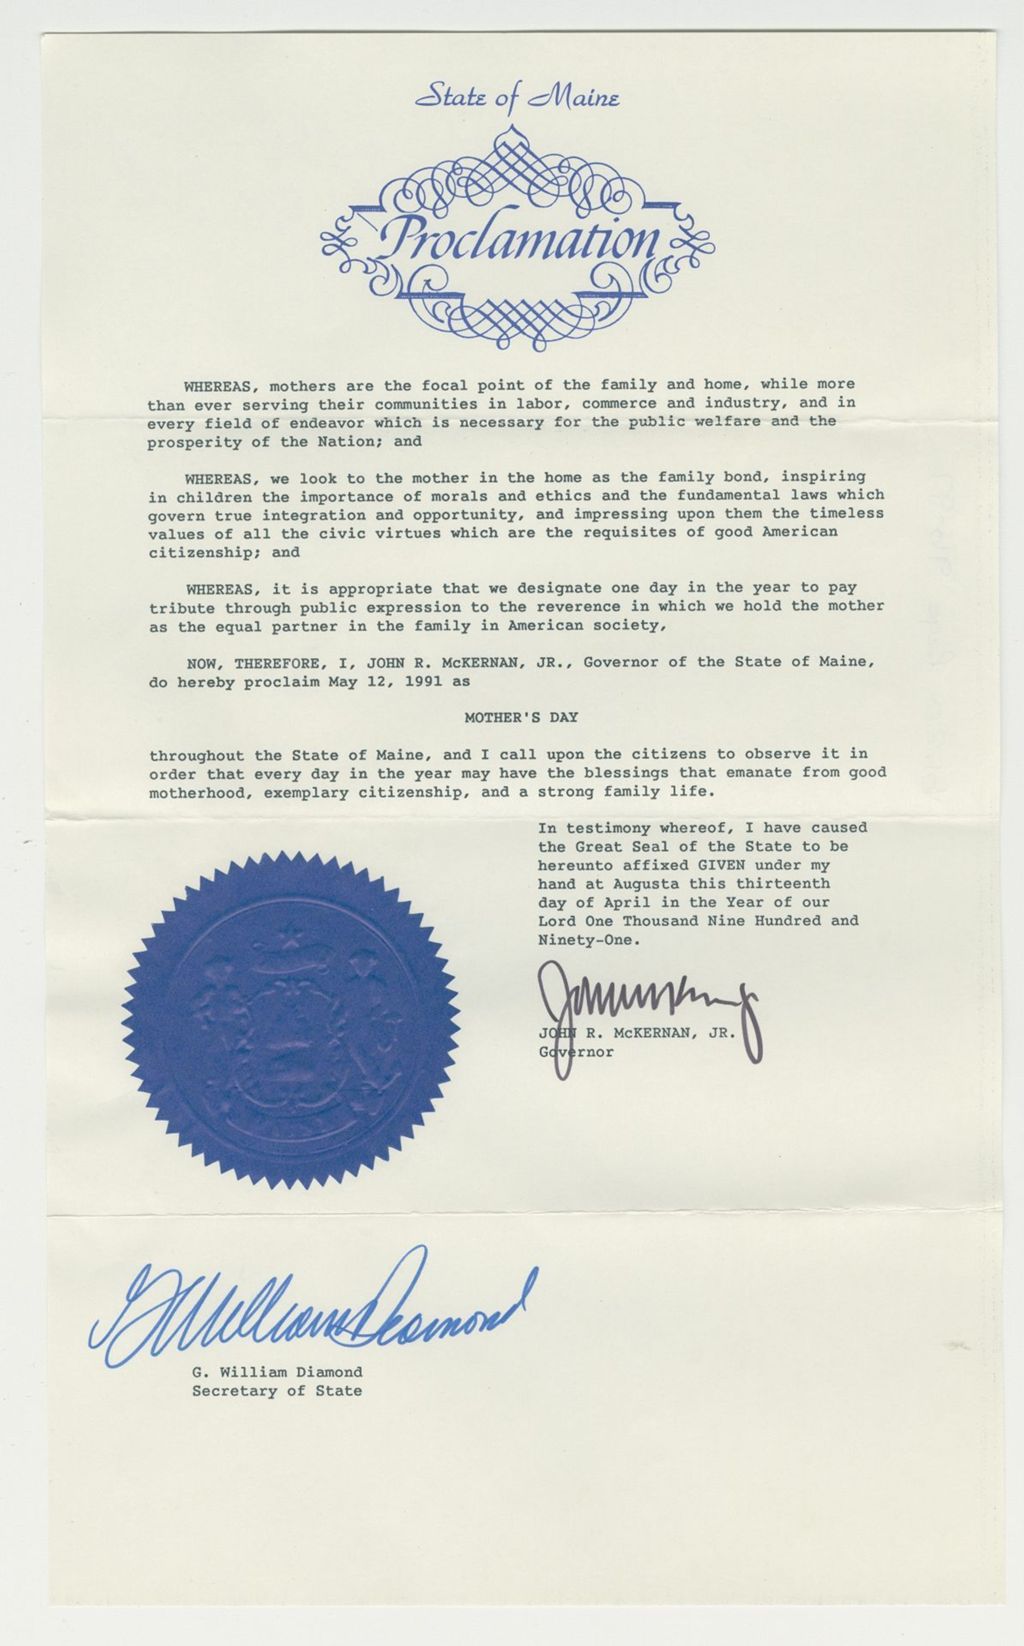 State of Maine
Proclamation
WHEREAS, mothers are the focal point of the family and home, while more
than ever serving their communities in labor, commerce and industry, and in
every field of endeavor which is necessary for the public welfare and the
prosperity of the Nation; and
WHEREAS, we look to the mother in the home as the family bond, inspiring
in children the importance of morals and ethics and the fundamental laws which
govern true integration and opportunity, and impressing upon them the timeless
values of all the civic virtues which are the requisites of good American
citizenship; and
WHEREAS, it is appropriate that we designate one day in the year to pay
tribute through public expression to the reverence in which we hold the mother
as the equal partner in the family in American society,
NOW, THEREFORE, I, JOHN R. McKERNAN, JR., Governor of the State of Maine,
do hereby proclaim May 12, 1991 as
MOTHER'S DAY
throughout the State of Maine, and I call upon the citizens to observe it in
order that every day in the year may have the blessings that emanate from good
motherhood, exemplary citizenship, and a strong family life.
In testimony whereof, I have caused
the Great Seal of the State to be
hereunto affixed GIVEN under my
hand at Augusta this thirteenth
day of April in the Year of our
Lord One Thousand Nine Hundred and
Ninety-One.
JOHN R. McKERNAN, JR.
Governor
G William Diamond
G. William Diamond
Secretary of State